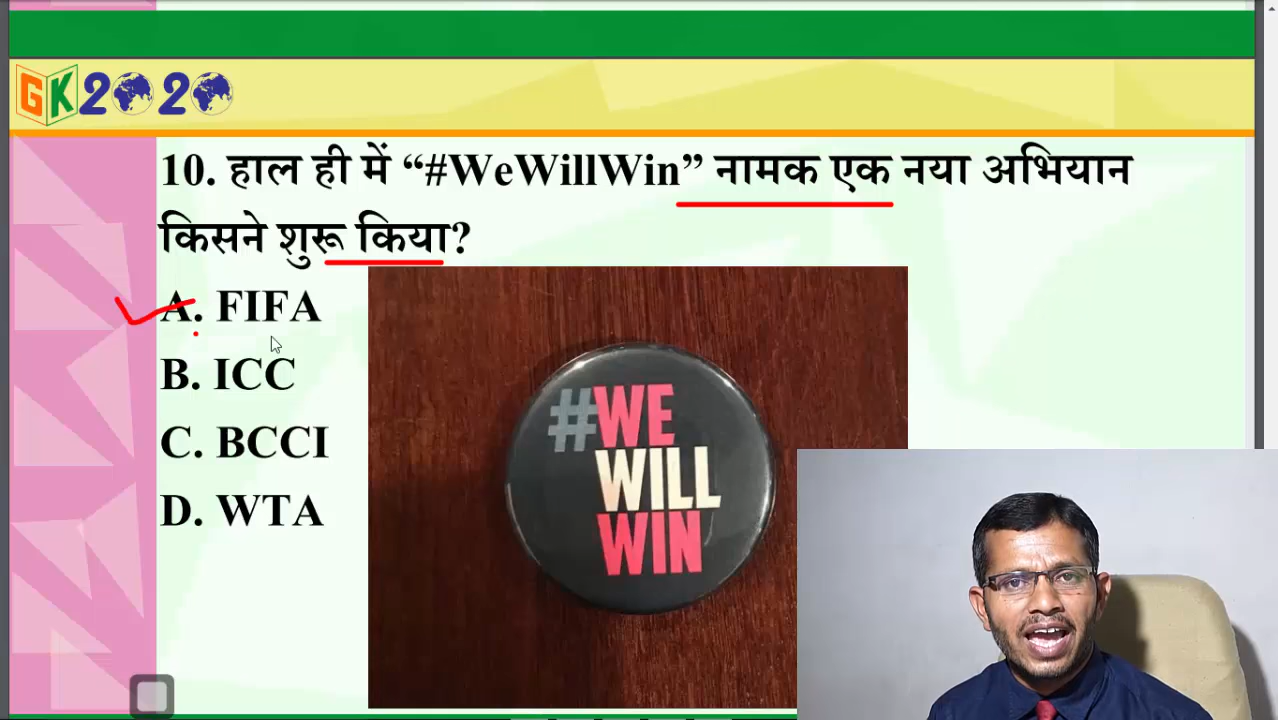 GK2020
10. हाल ही में “#WeWillWin” नामक एक नया अभियान
किसने शुरू किया?
A. FIFA
B. ICC
C. BCCI
D. WTA
#WE
WILL
WIN